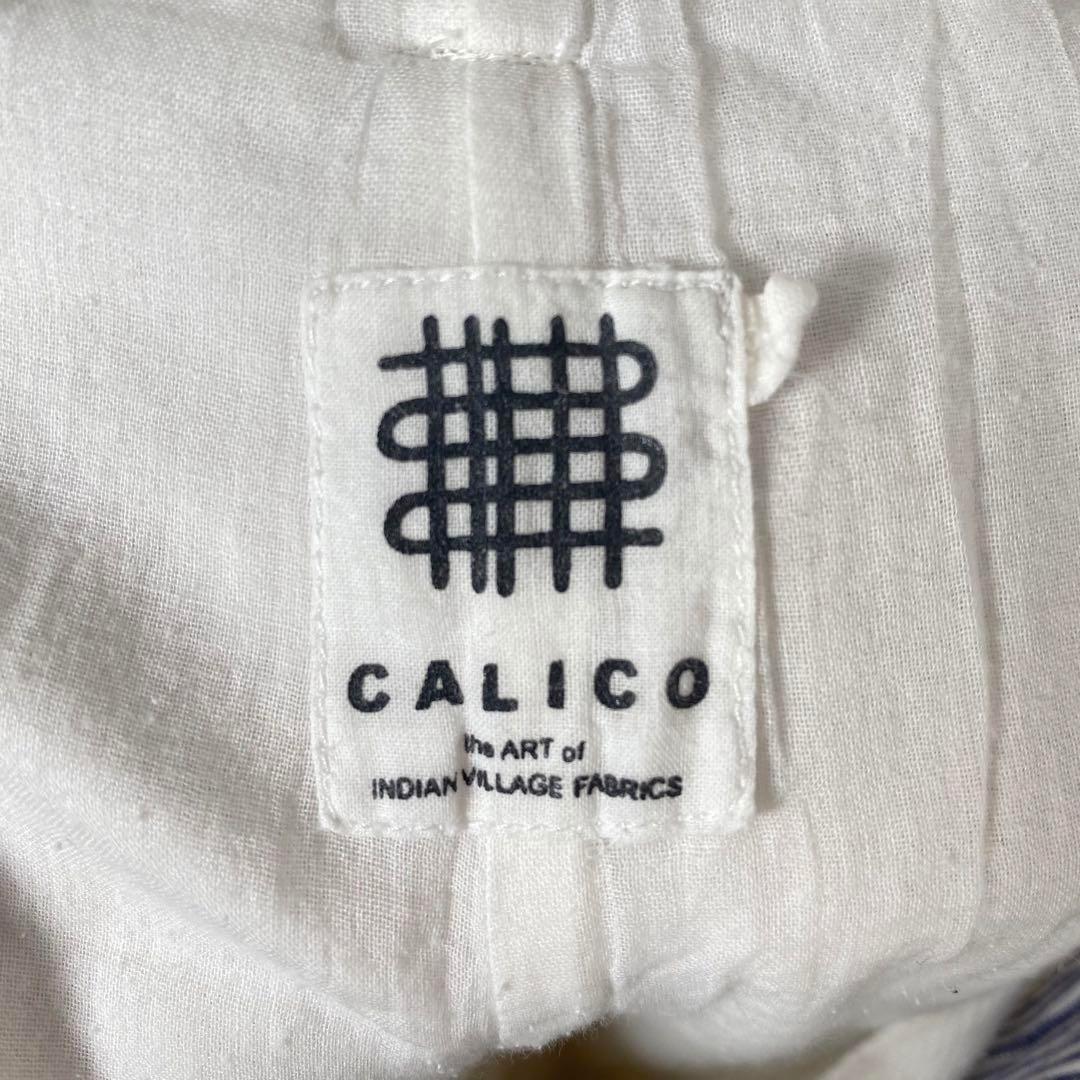 CALICO
the ART of
INDIAN VILLAGE FABRICS